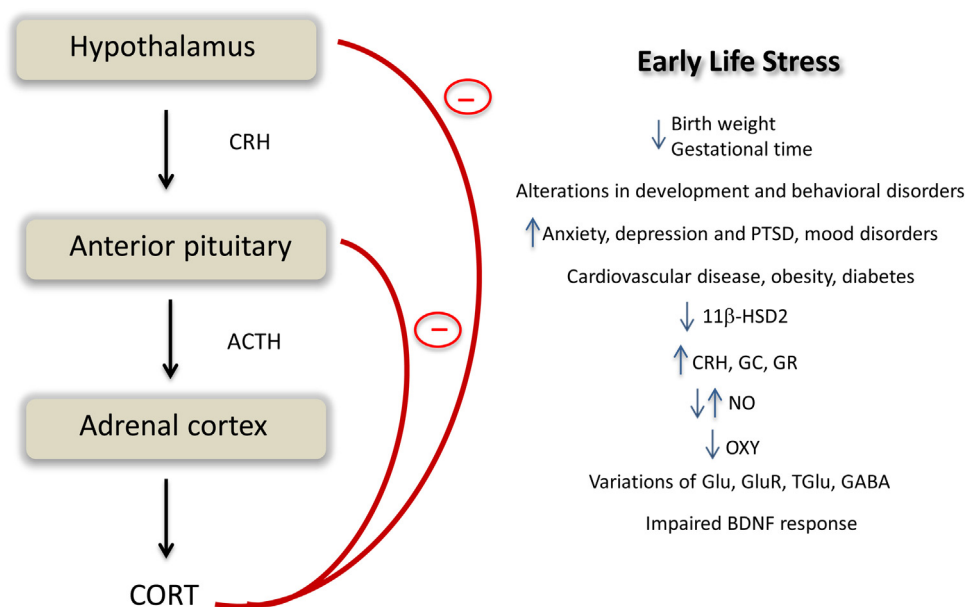 Hypothalamus
CRH
Anterior pituitary
ACTH
Adrenal cortex
CORT
−
−
Early Life Stress
↓ Birth weight
Gestational time
Alterations in development and behavioral disorders
↑ Anxiety, depression and PTSD, mood disorders
Cardiovascular disease, obesity, diabetes
↓ 11β-HSD2
↑ CRH, GC, GR
↓↑ NO
↓ OXY
Variations of Glu, GluR, TGlu, GABA
Impaired BDNF response